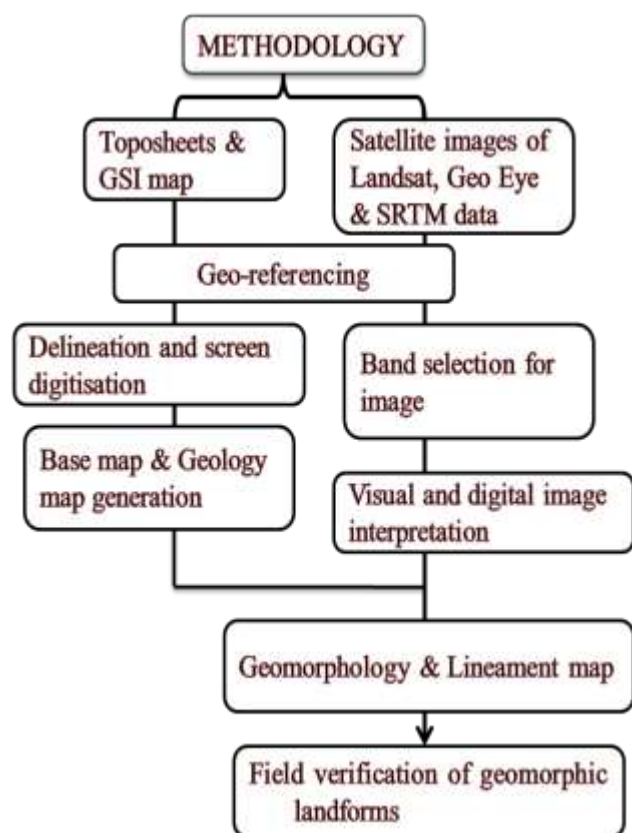 METHODOLOGY
Toposheets &
GSI map
Satellite images of
Landsat, Geo Eye
& SRTM data
Geo-referencing
Delineation and screen
digitisation
Band selection for
image
Base map & Geology
map generation
Visual and digital image
interpretation
Geomorphology & Lineament map
Field verification of geomorphic
landforms